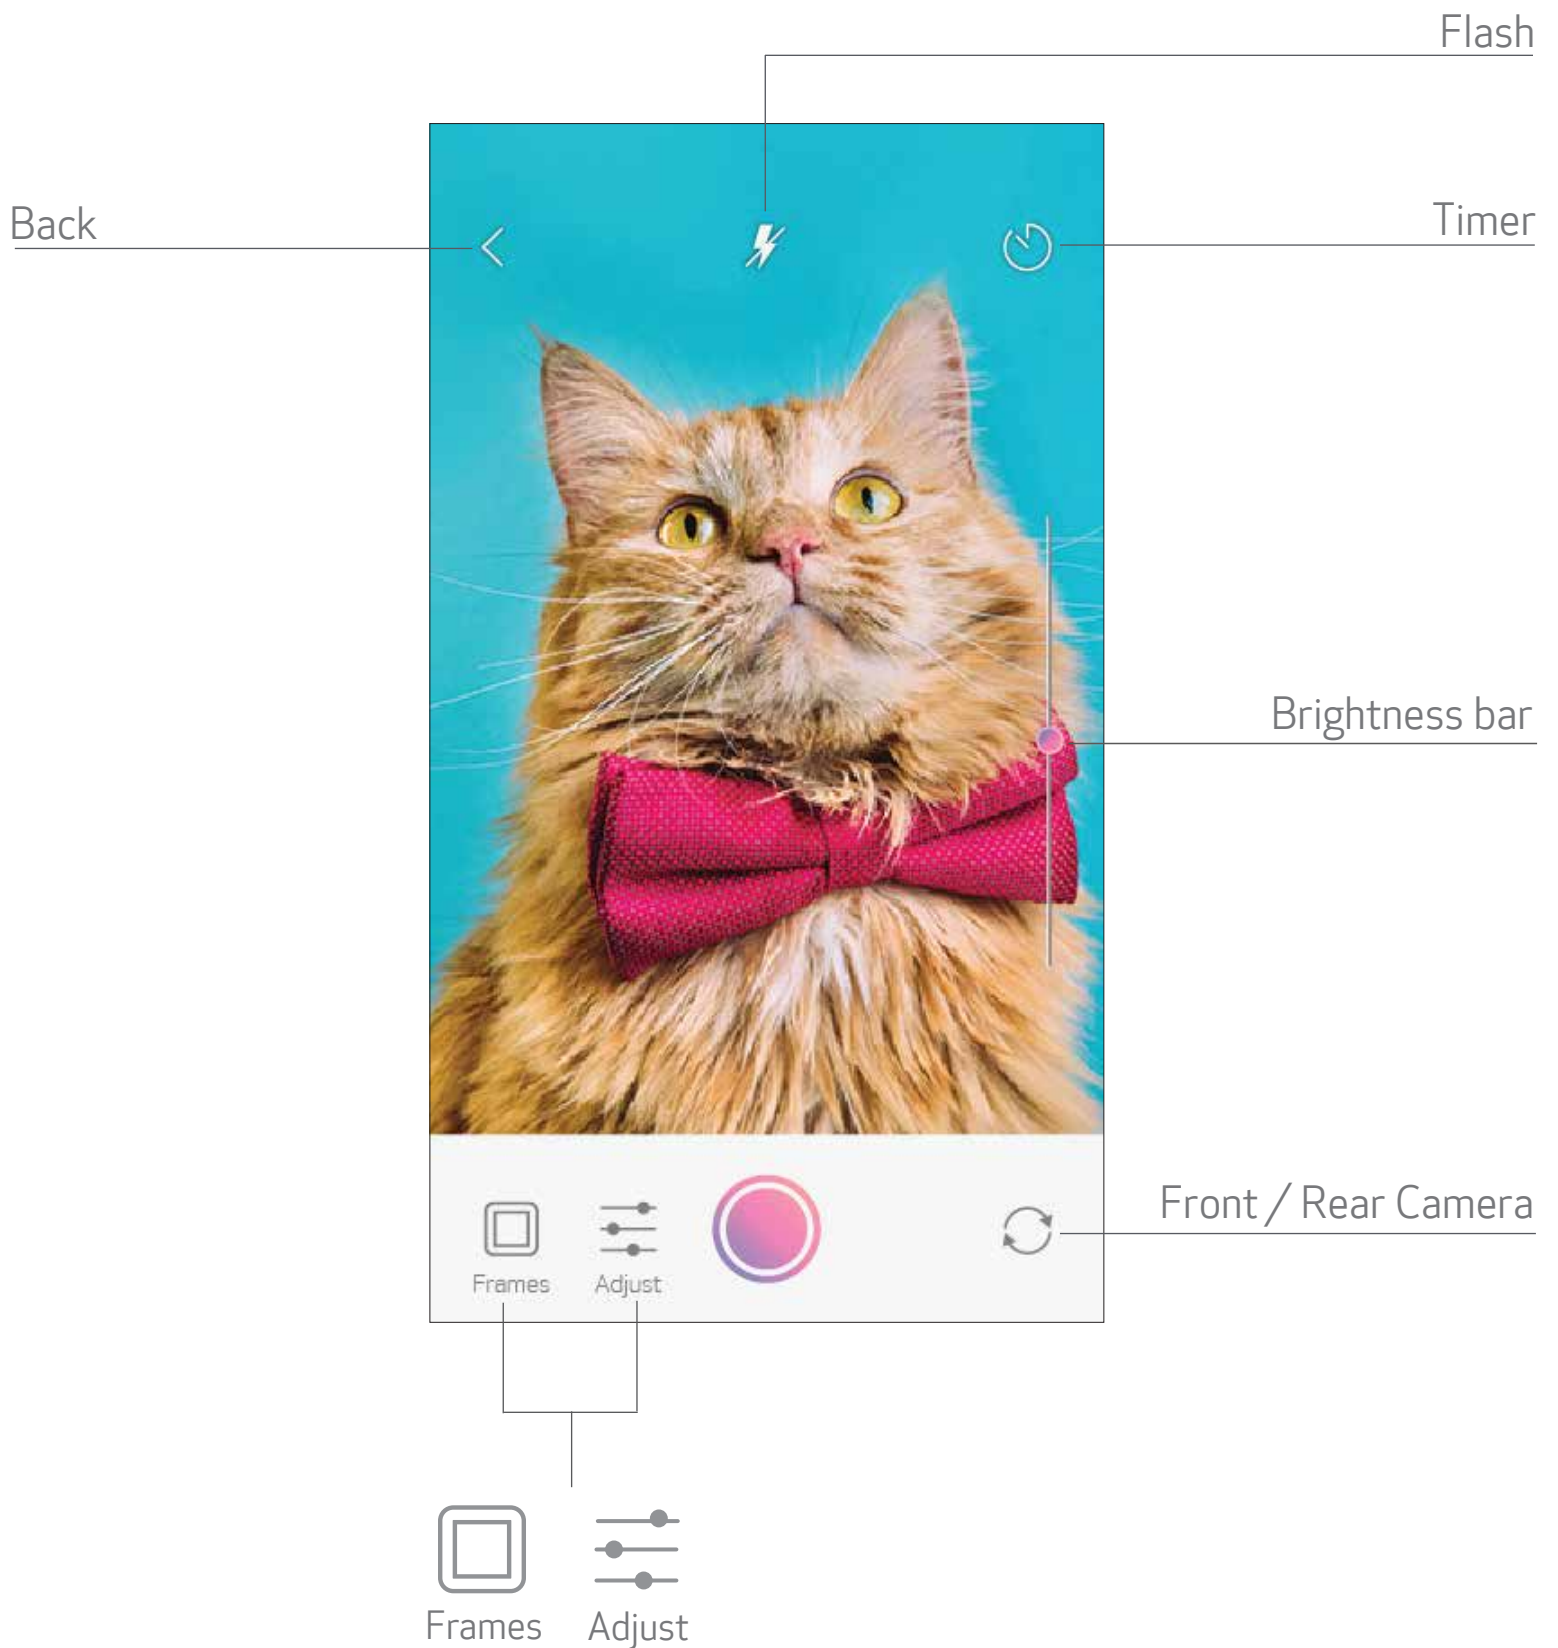 Flash
Back
Timer
Brightness bar
Front / Rear Camera
Frames
Adjust
Frames
Adjust